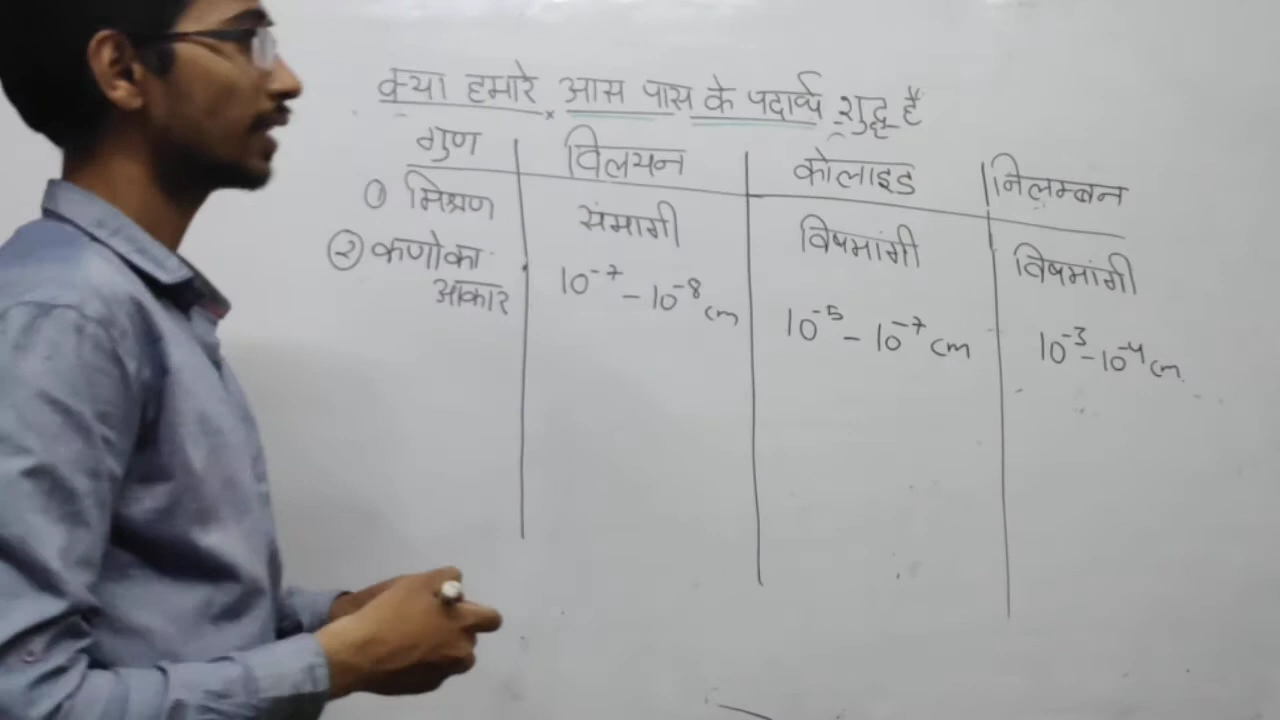 क्या हमारे आस पास के पदार्थ शुद्ध है
गुण विलयन कोलाइड निलम्बन
① मिश्रण संमागी विषमांगी विषमांगी
② कणोका आकार 10⁻⁷ – 10⁻⁸ cm 10⁻⁵ – 10⁻⁷ cm 10⁻³ – 10⁻⁴ cm